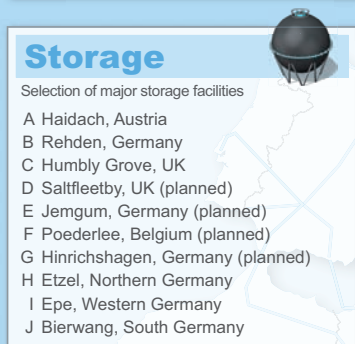 Storage
Selection of major storage facilities
A Haidach, Austria
B Rehden, Germany
C Humbly Grove, UK
D Saltfleetby, UK (planned)
E Jemgum, Germany (planned)
F Poederlee, Belgium (planned)
G Hinrichshagen, Germany (planned)
H Etzel, Northern Germany
I Epe, Western Germany
J Bierwang, South Germany